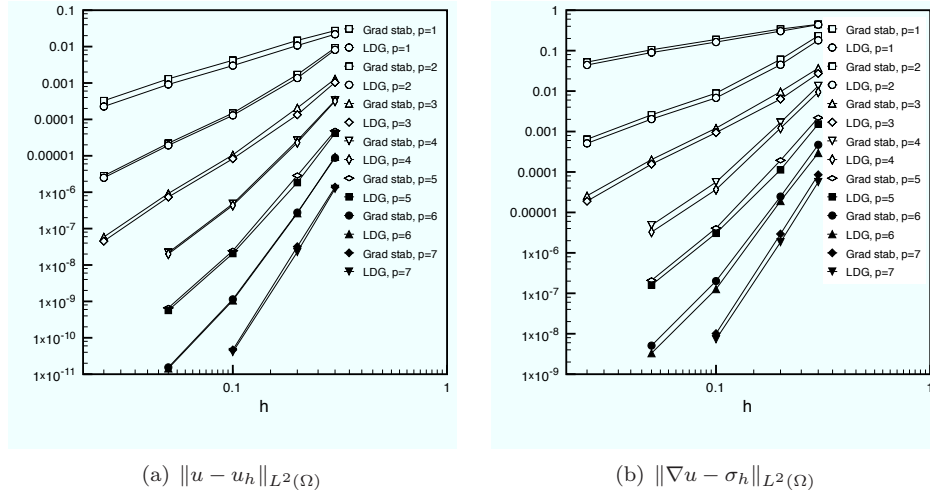 0.1
0.01
0.001
0.0001
0.00001
1×10⁻⁶
1×10⁻⁷
1×10⁻⁸
1×10⁻⁹
1×10⁻¹⁰
1×10⁻¹¹
0.1
1
h
Grad stab, p=1
LDG, p=1
Grad stab, p=2
LDG, p=2
Grad stab, p=3
LDG, p=3
Grad stab, p=4
LDG, p=4
Grad stab, p=5
LDG, p=5
Grad stab, p=6
LDG, p=6
Grad stab, p=7
LDG, p=7
(a) ‖u − u_h‖_{L²(Ω)}
1
0.1
0.01
0.001
0.0001
0.00001
1×10⁻⁶
1×10⁻⁷
1×10⁻⁸
1×10⁻⁹
0.1
1
h
Grad stab, p=1
LDG, p=1
Grad stab, p=2
LDG, p=2
Grad stab, p=3
LDG, p=3
Grad stab, p=4
LDG, p=4
Grad stab, p=5
LDG, p=5
Grad stab, p=6
LDG, p=6
Grad stab, p=7
LDG, p=7
(b) ‖∇u − σ_h‖_{L²(Ω)}